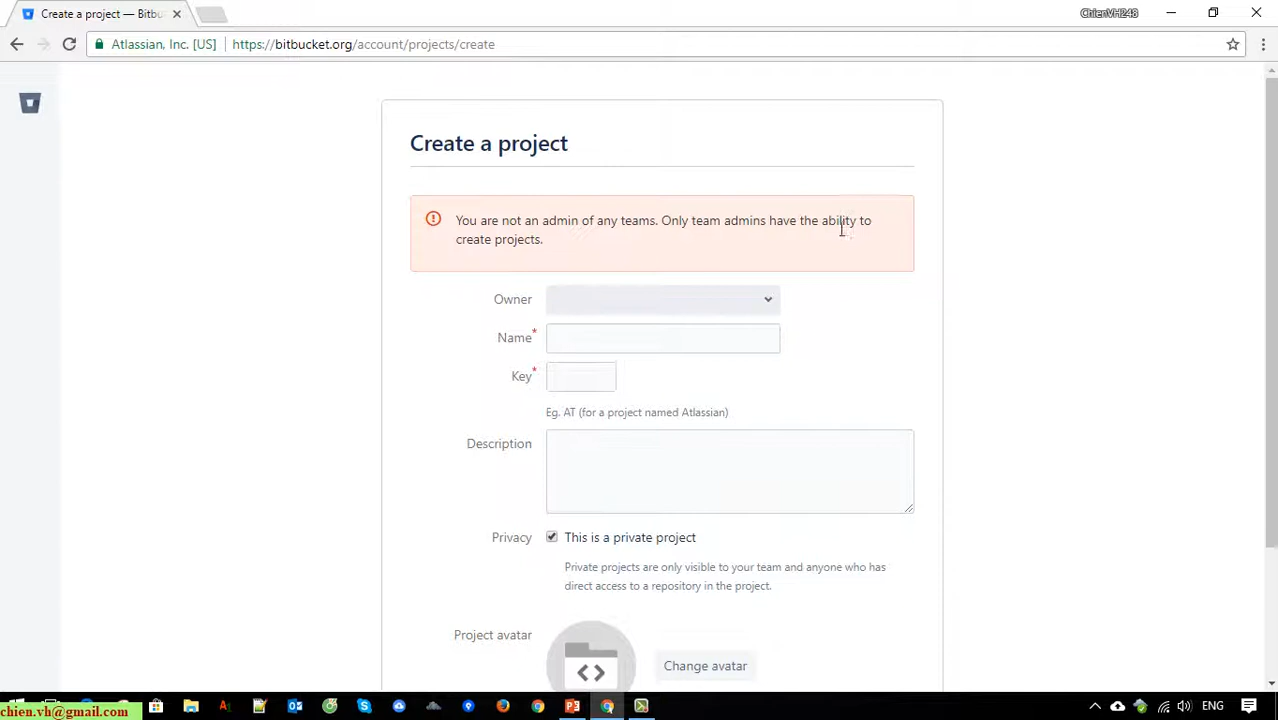 Create a project — Bitbu
ChienVH248
Atlassian, Inc. [US]
https://bitbucket.org/account/projects/create
Create a project
You are not an admin of any teams. Only team admins have the ability to
create projects.
Owner
Name*
Key*
Eg. AT (for a project named Atlassian)
Description
Privacy
This is a private project
Private projects are only visible to your team and anyone who has
direct access to a repository in the project.
Project avatar
Change avatar
chien.vh@gmail.com
ENG